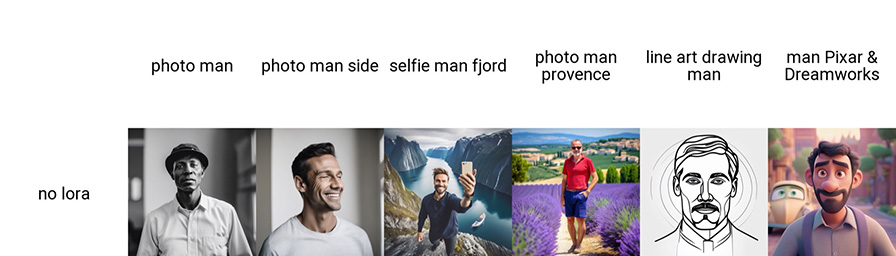 photo man
photo man side
selfie man fjord
photo man
provence
line art drawing
man
man Pixar &
Dreamworks
no lora